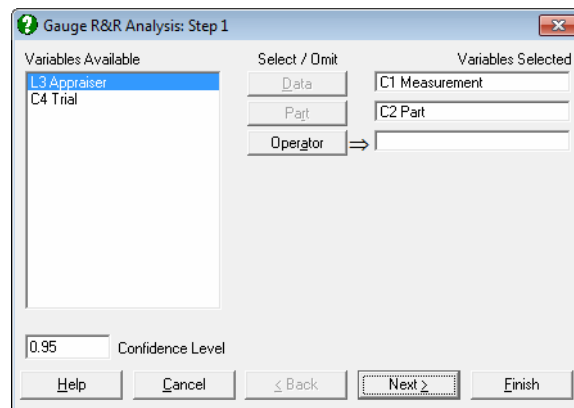 Gauge R&R Analysis: Step 1
Variables Available
Select / Omit
Variables Selected
L3 Appraiser
C4 Trial
Data
C1 Measurement
Part
C2 Part
Operator
0.95
Confidence Level
Help
Cancel
< Back
Next >
Finish